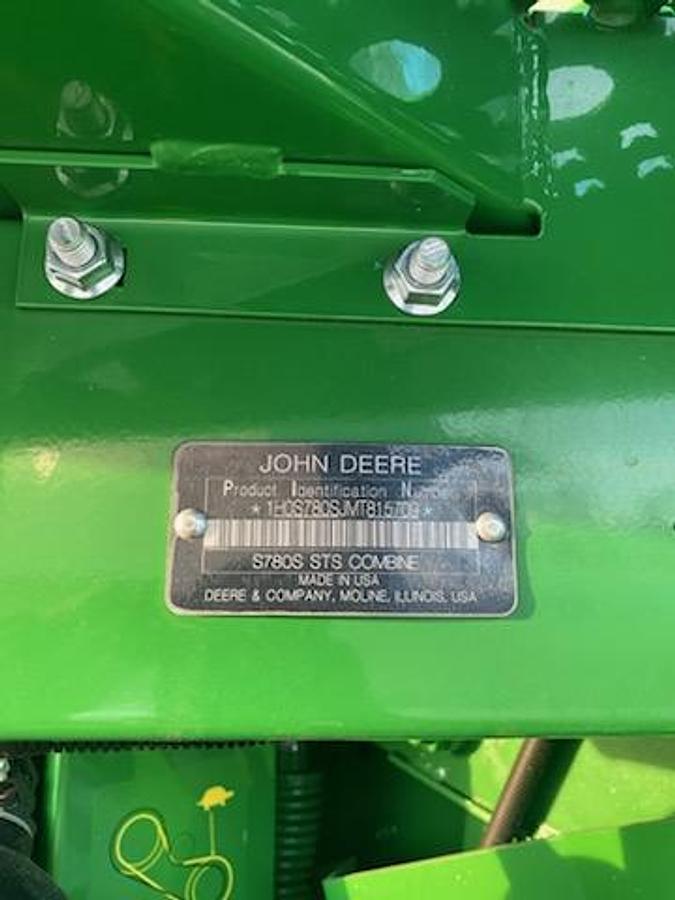 JOHN DEERE
Product Identification Number
*1H0S780SJMT815709*
S780S STS COMBINE
MADE IN USA
DEERE & COMPANY, MOLINE, ILLINOIS, USA